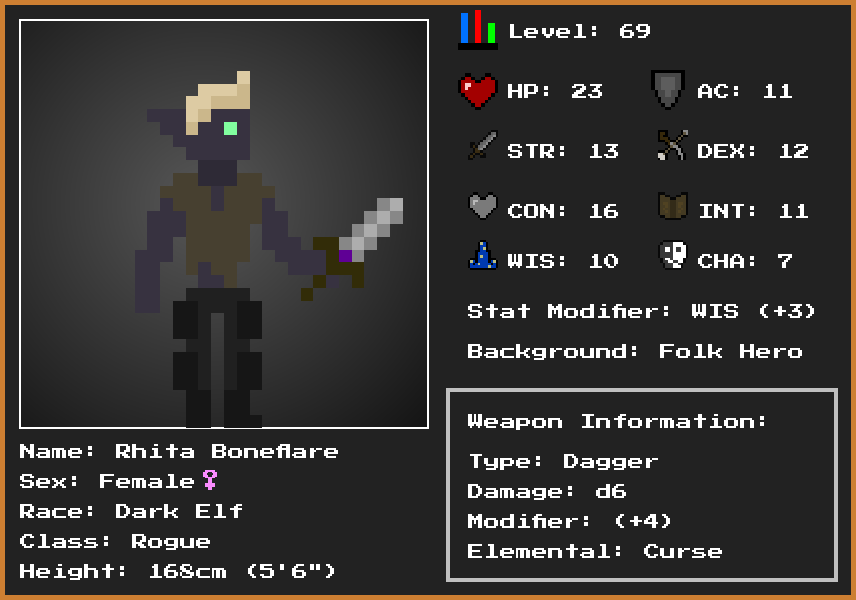 Level: 69
HP: 23 AC: 11
STR: 13 DEX: 12
CON: 16 INT: 11
WIS: 10 CHA: 7
Stat Modifier: WIS (+3)
Background: Folk Hero
Weapon Information:
Type: Dagger
Damage: d6
Modifier: (+4)
Elemental: Curse
Name: Rhita Boneflare
Sex: Female♀
Race: Dark Elf
Class: Rogue
Height: 168cm (5'6")